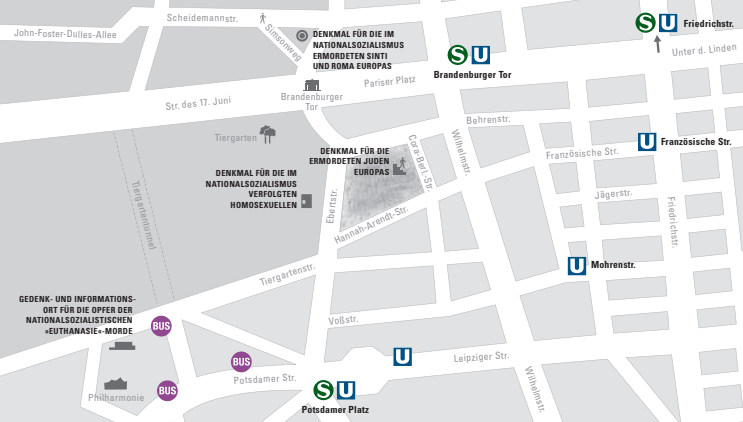 Scheidemannstr.
John-Foster-Dulles-Allee
Simsonweg
DENKMAL FÜR DIE IM
NATIONALSOZIALISMUS
ERMORDETEN SINTI
UND ROMA EUROPAS
S U Friedrichstr.
Unter d. Linden
S U
Brandenburger Tor
Pariser Platz
Brandenburger
Tor
Str. des 17. Juni
Behrenstr.
Tiergarten
U Französische Str.
Französische Str.
DENKMAL FÜR DIE
ERMORDETEN JUDEN
EUROPAS
Cora-Berl.-Str.
Wilhelmstr.
DENKMAL FÜR DIE IM
NATIONALSOZIALISMUS
VERFOLGTEN
HOMOSEXUELLEN
Ebertstr.
Jägerstr.
Friedrichstr.
Tiergartentunnel
Hannah-Arendt-Str.
U Mohrenstr.
Tiergartenstr.
GEDENK- UND INFORMATIONS-
ORT FÜR DIE OPFER DER
NATIONALSOZIALISTISCHEN
»EUTHANASIE«-MORDE
BUS
Voßstr.
U
Leipziger Str.
BUS
Potsdamer Str.
Wilhelmstr.
BUS
Philharmonie
S U
Potsdamer Platz